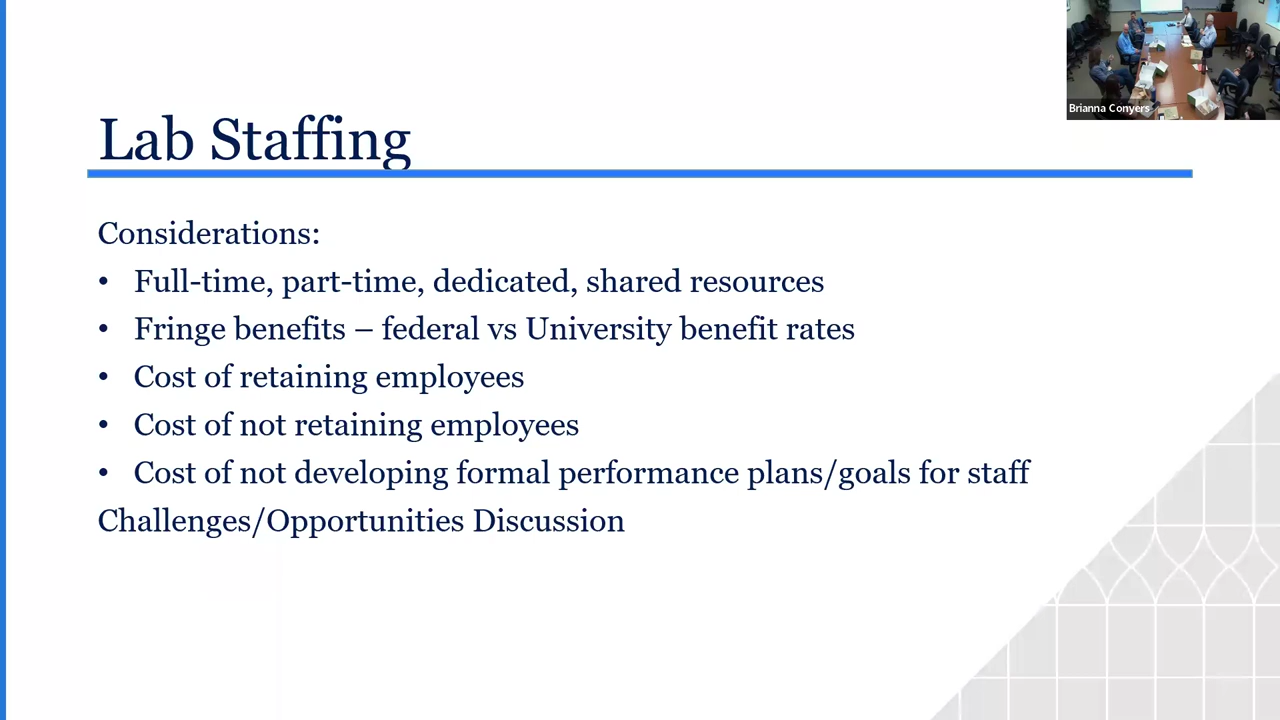 Brianna Conyers
Lab Staffing
Considerations:
• Full-time, part-time, dedicated, shared resources
• Fringe benefits – federal vs University benefit rates
• Cost of retaining employees
• Cost of not retaining employees
• Cost of not developing formal performance plans/goals for staff
Challenges/Opportunities Discussion